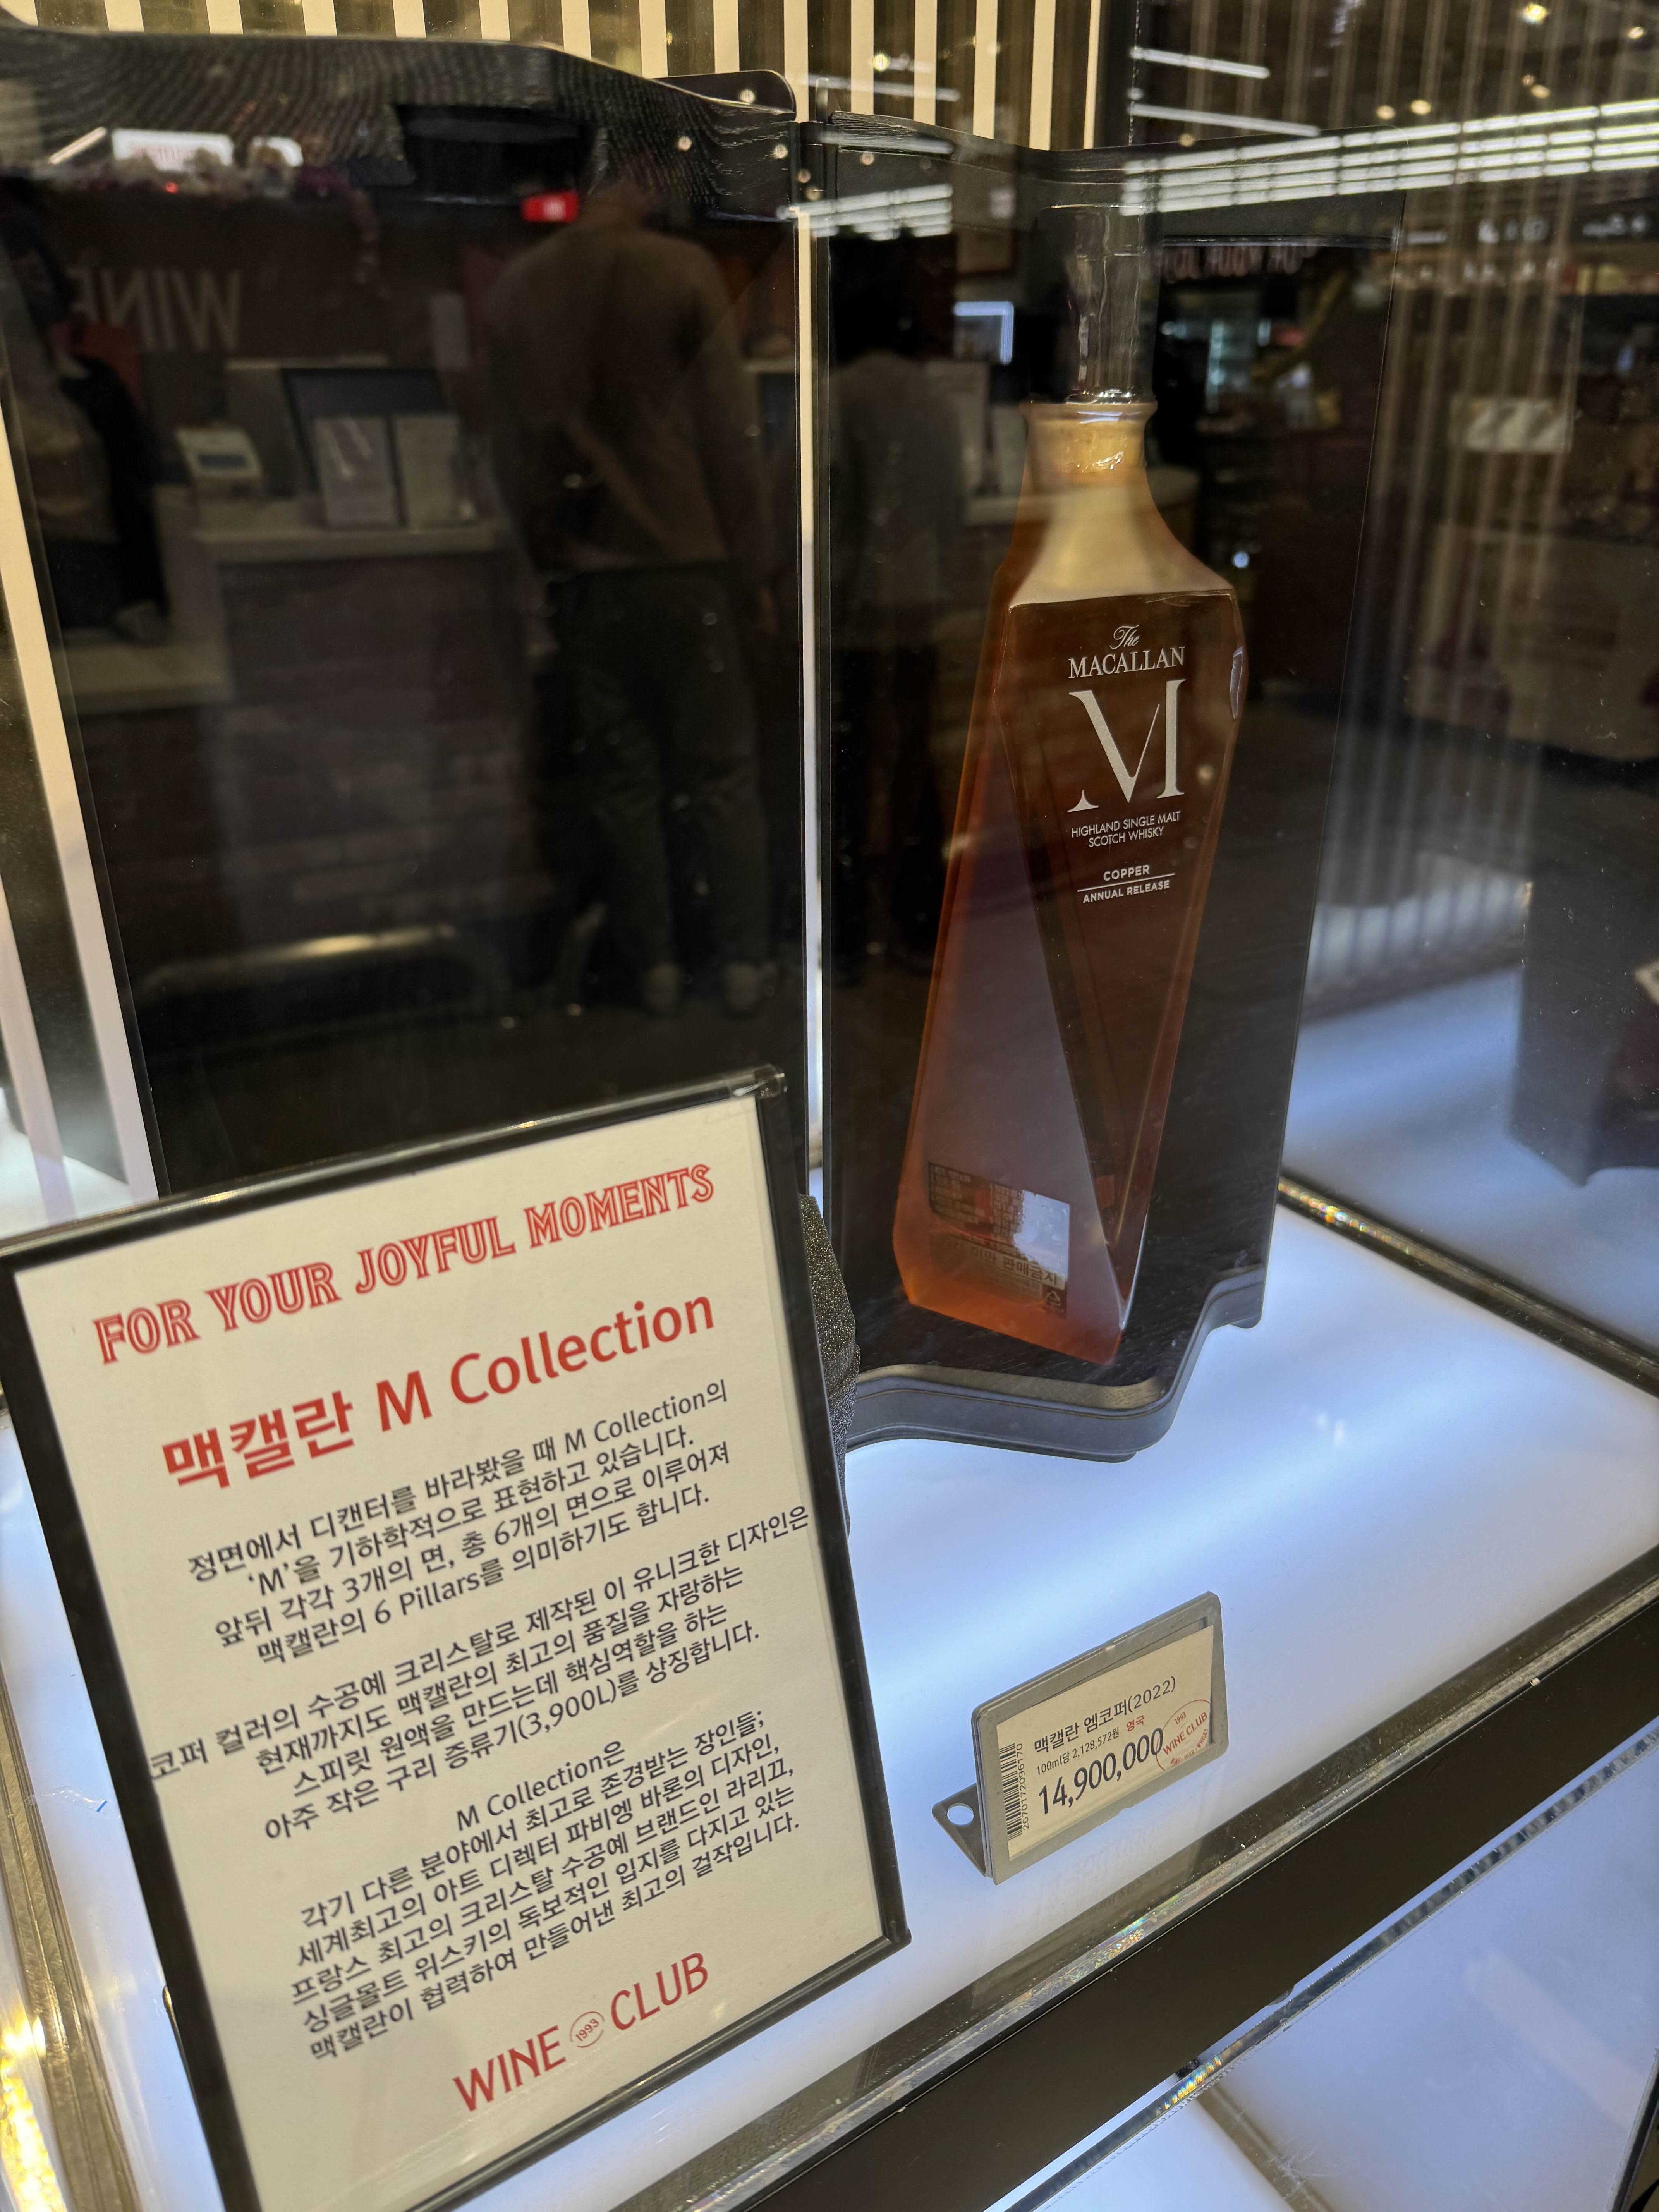 WINE
The
MACALLAN
M
HIGHLAND SINGLE MALT
SCOTCH WHISKY
COPPER
ANNUAL RELEASE
판매금지
FOR YOUR JOYFUL MOMENTS
맥캘란 M Collection
정면에서 디캔터를 바라봤을 때 M Collection의
‘M’을 기하학적으로 표현하고 있습니다.
앞뒤 각각 3개의 면, 총 6개의 면으로 이루어져
맥캘란의 6 Pillars를 의미하기도 합니다.
코퍼 컬러의 수공예 크리스탈로 제작된 이 유니크한 디자인은
현재까지도 맥캘란의 최고의 품질을 자랑하는
스피릿 원액을 만드는데 핵심역할을 하는
아주 작은 구리 증류기(3,900L)를 상징합니다.
M Collection은
각기 다른 분야에서 최고로 존경받는 장인들;
세계최고의 아트 디렉터 파비엥 바론의 디자인,
프랑스 최고의 크리스탈 수공예 브랜드인 라리끄,
싱글몰트 위스키의 독보적인 입지를 다지고 있는
맥캘란이 협력하여 만들어낸 최고의 걸작입니다.
WINE 1993 CLUB
맥캘란 엠코퍼(2022)
100ml당 2,128,572원 영국
14,900,000
1993
WINE CLUB
2670172096170